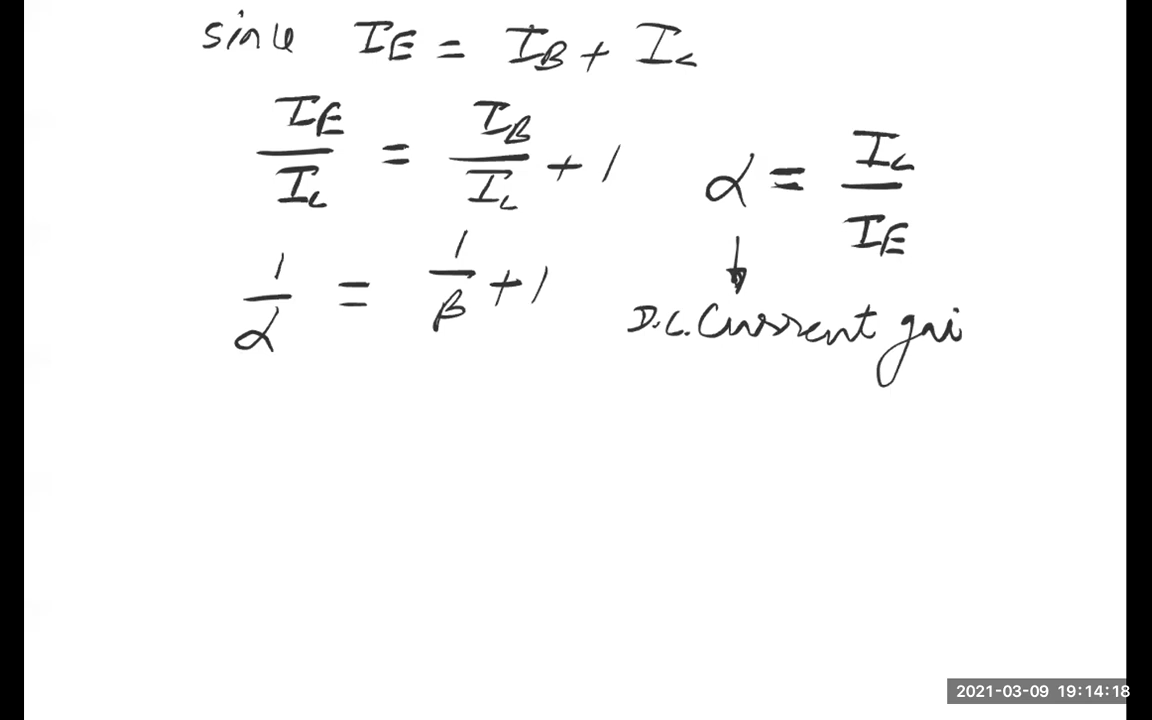 since I_E = I_B + I_C
I_E/I_C = I_B/I_C + 1
α = I_C/I_E
1/α = 1/β + 1
↓
D.C. Current gai
2021-03-09 19:14:18